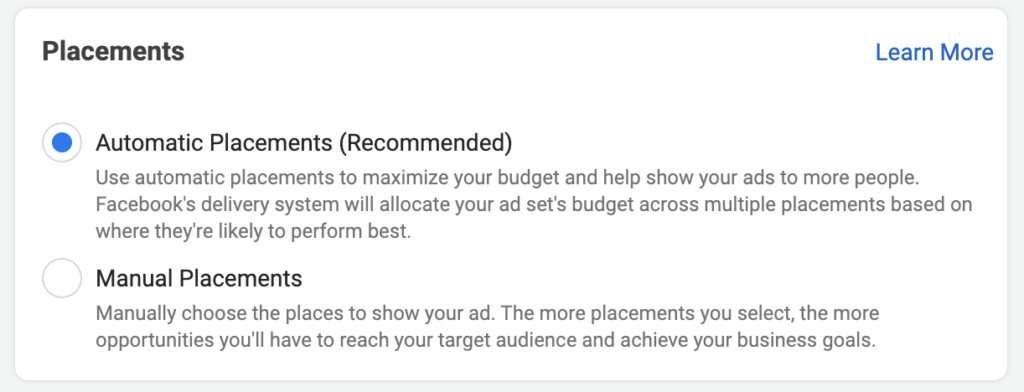 Placements
Learn More
Automatic Placements (Recommended)
Use automatic placements to maximize your budget and help show your ads to more people.
Facebook's delivery system will allocate your ad set's budget across multiple placements based on
where they're likely to perform best.
Manual Placements
Manually choose the places to show your ad. The more placements you select, the more
opportunities you'll have to reach your target audience and achieve your business goals.